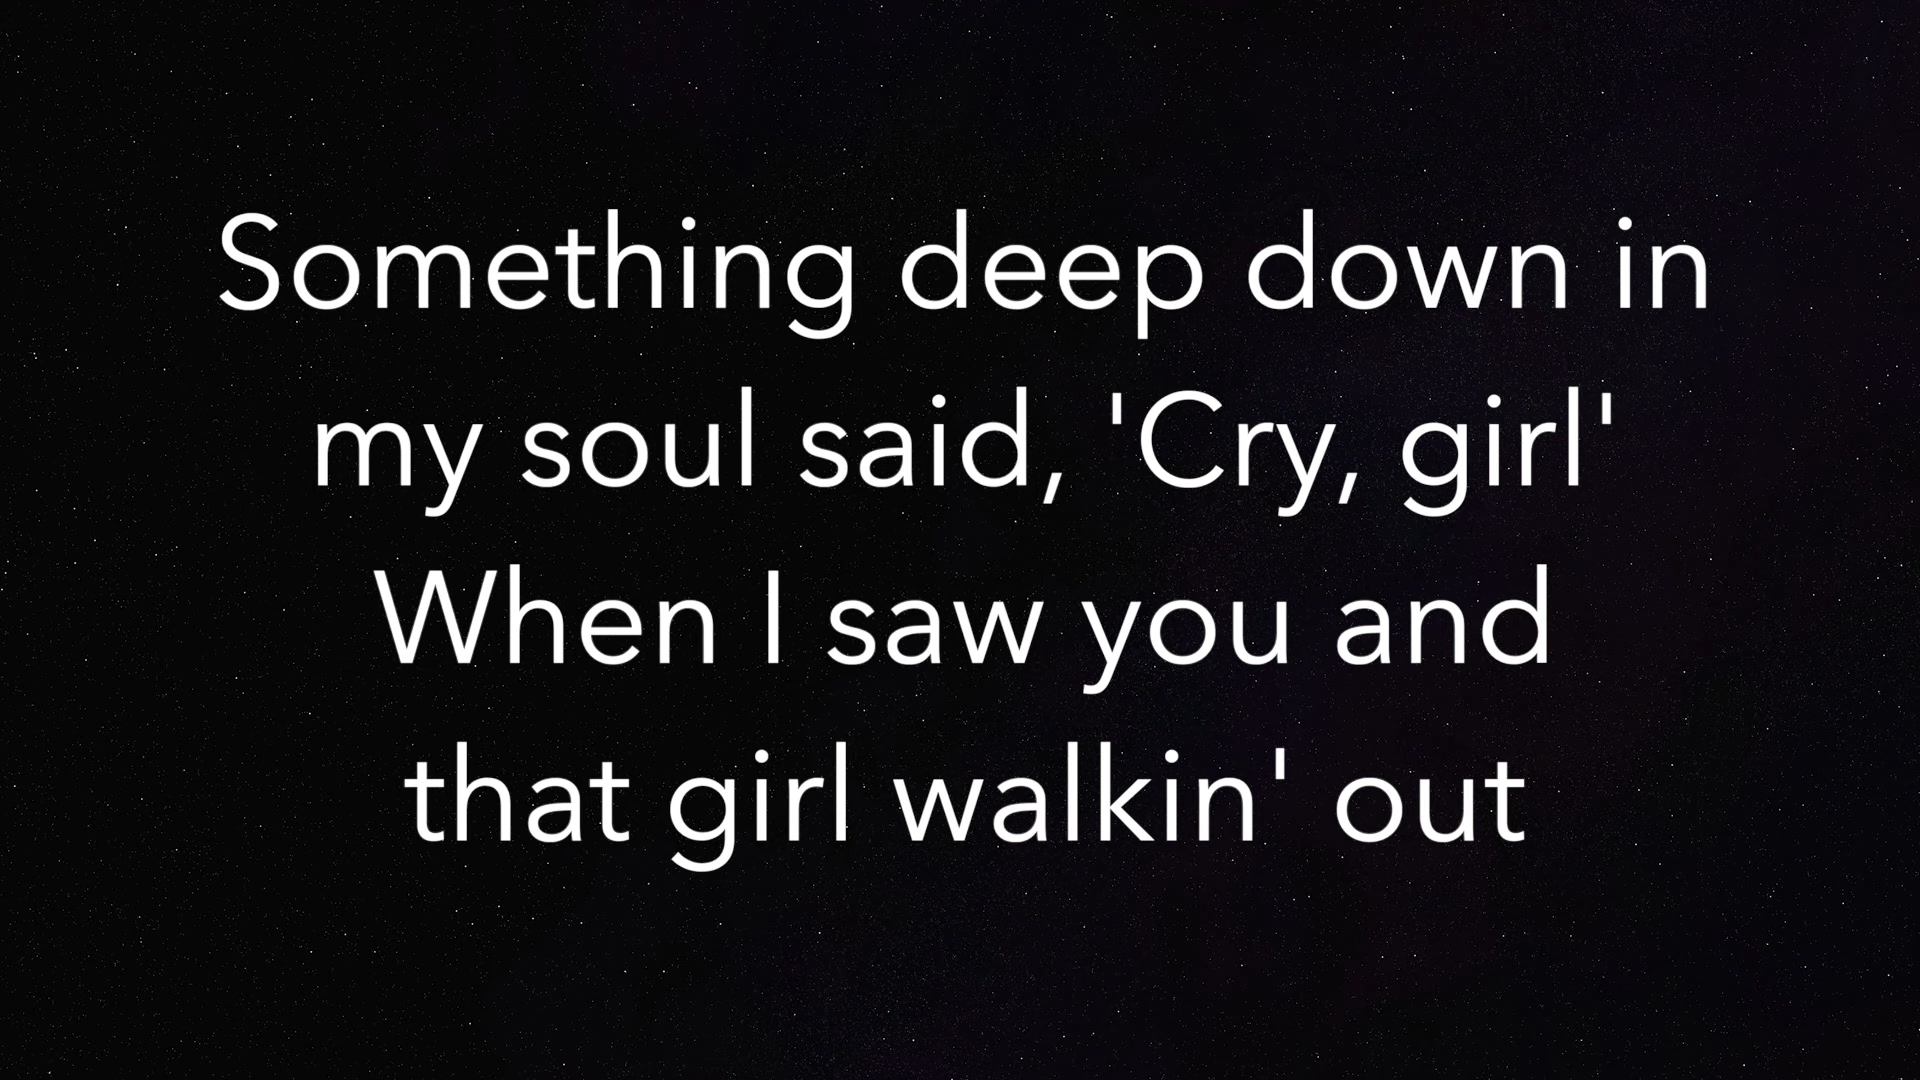 Something deep down in
my soul said, 'Cry, girl'
When I saw you and
that girl walkin' out